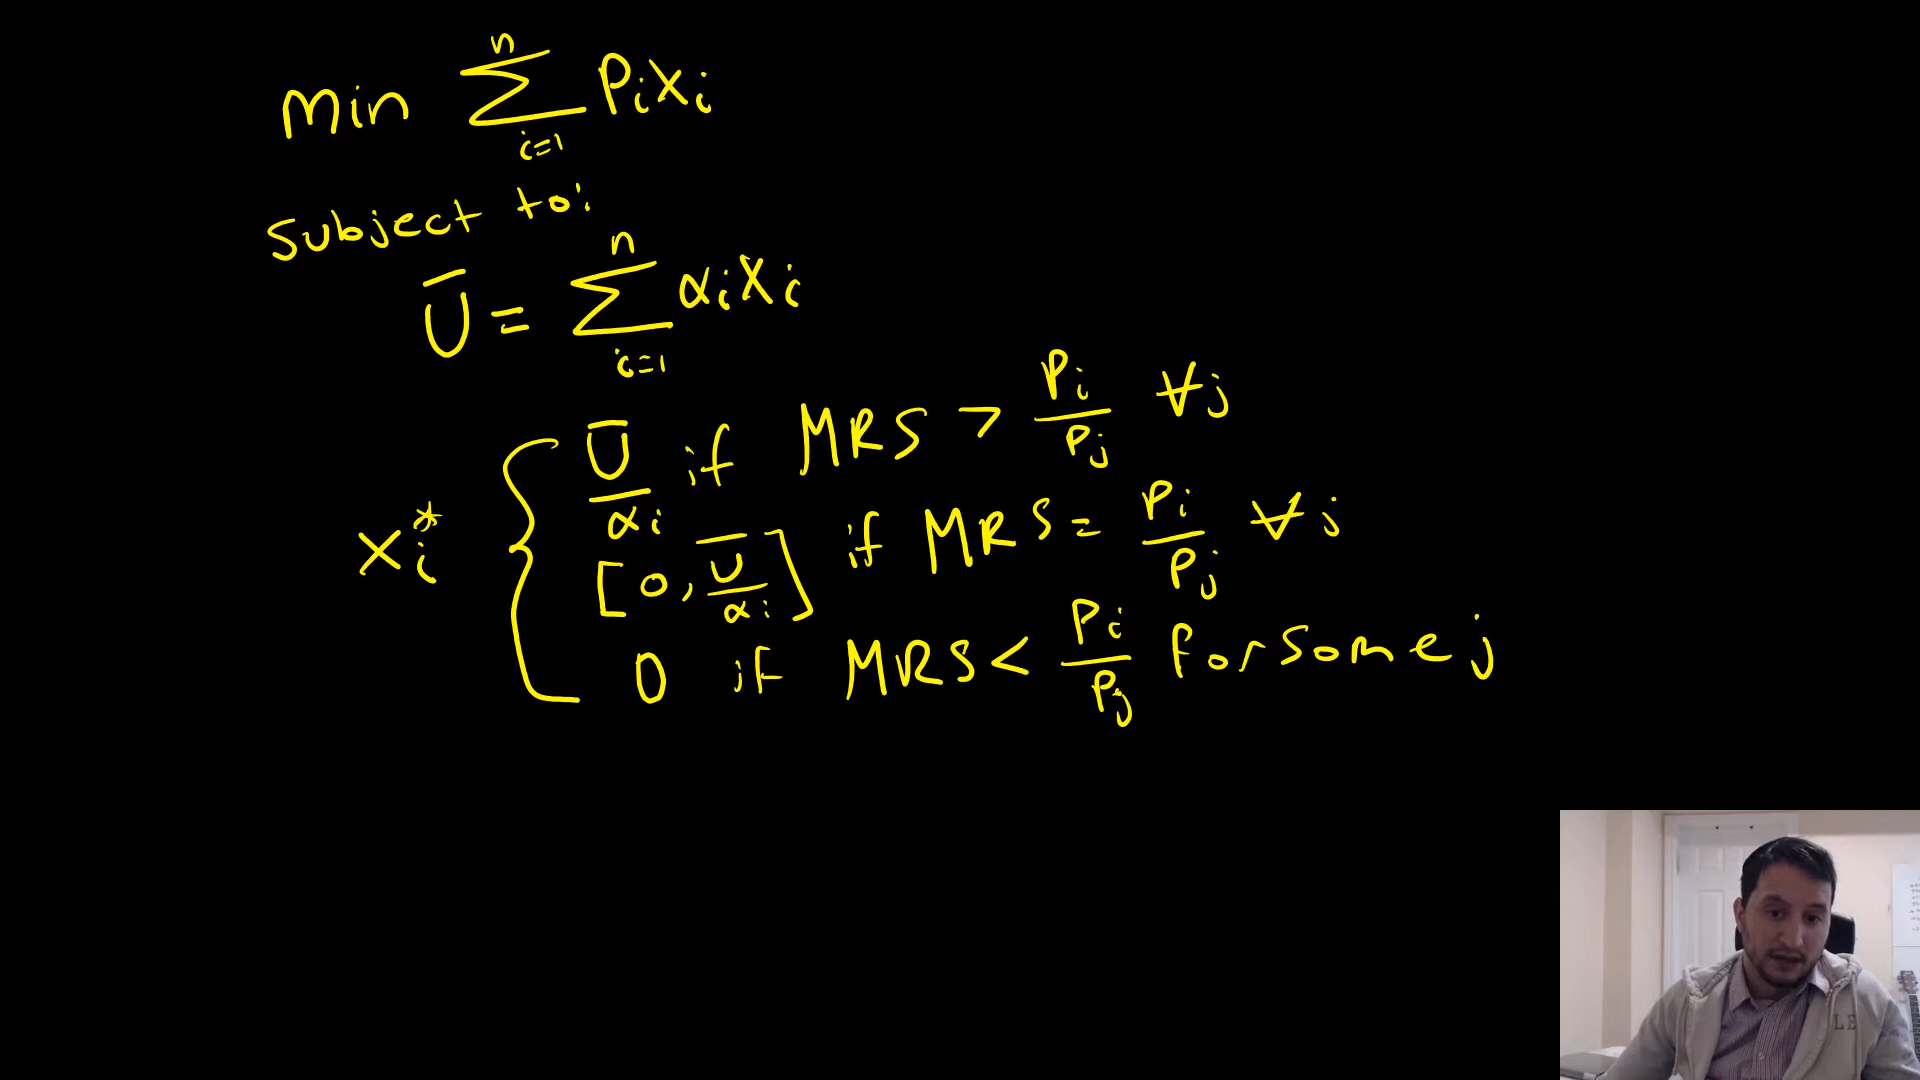 Min n Σ i=1 PiXi
Subject to:
Ū = n Σ i=1 αiXi
Ū/αi if MRS > Pi/Pj ∀j
Xi* { [0, Ū/αi] if MRS = Pi/Pj ∀j
0 if MRS < Pi/Pj for some j
LE